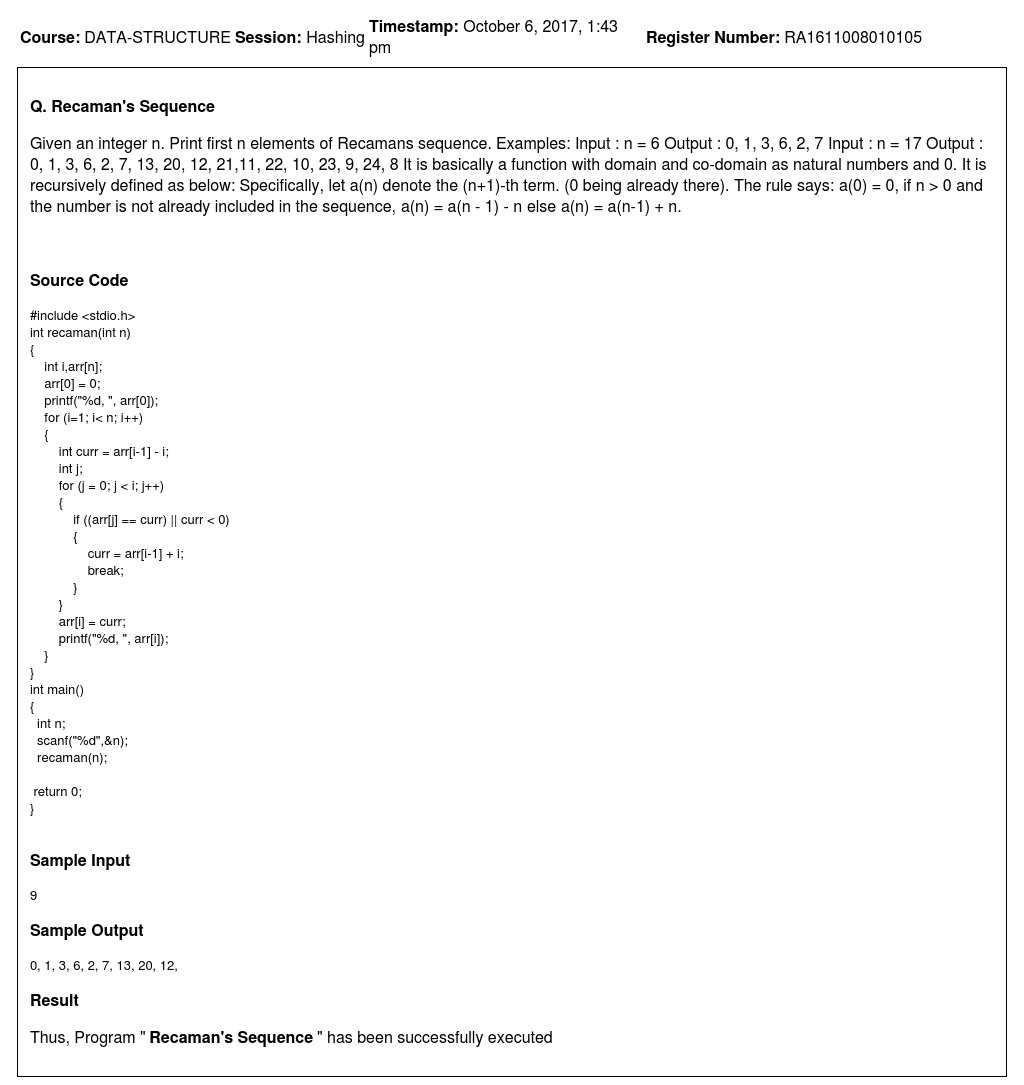 Course: DATA-STRUCTURE Session: Hashing Timestamp: October 6, 2017, 1:43 pm Register Number: RA1611008010105
Q. Recaman's Sequence
Given an integer n. Print first n elements of Recamans sequence. Examples: Input : n = 6 Output : 0, 1, 3, 6, 2, 7 Input : n = 17 Output :
0, 1, 3, 6, 2, 7, 13, 20, 12, 21,11, 22, 10, 23, 9, 24, 8 It is basically a function with domain and co-domain as natural numbers and 0. It is
recursively defined as below: Specifically, let a(n) denote the (n+1)-th term. (0 being already there). The rule says: a(0) = 0, if n > 0 and
the number is not already included in the sequence, a(n) = a(n - 1) - n else a(n) = a(n-1) + n.
Source Code
#include <stdio.h>
int recaman(int n)
{
    int i,arr[n];
    arr[0] = 0;
    printf("%d, ", arr[0]);
    for (i=1; i< n; i++)
    {
        int curr = arr[i-1] - i;
        int j;
        for (j = 0; j < i; j++)
        {
            if ((arr[j] == curr) || curr < 0)
            {
                curr = arr[i-1] + i;
                break;
            }
        }
        arr[i] = curr;
        printf("%d, ", arr[i]);
    }
}
int main()
{
  int n;
  scanf("%d",&n);
  recaman(n);
 return 0;
}
Sample Input
9
Sample Output
0, 1, 3, 6, 2, 7, 13, 20, 12,
Result
Thus, Program " Recaman's Sequence " has been successfully executed